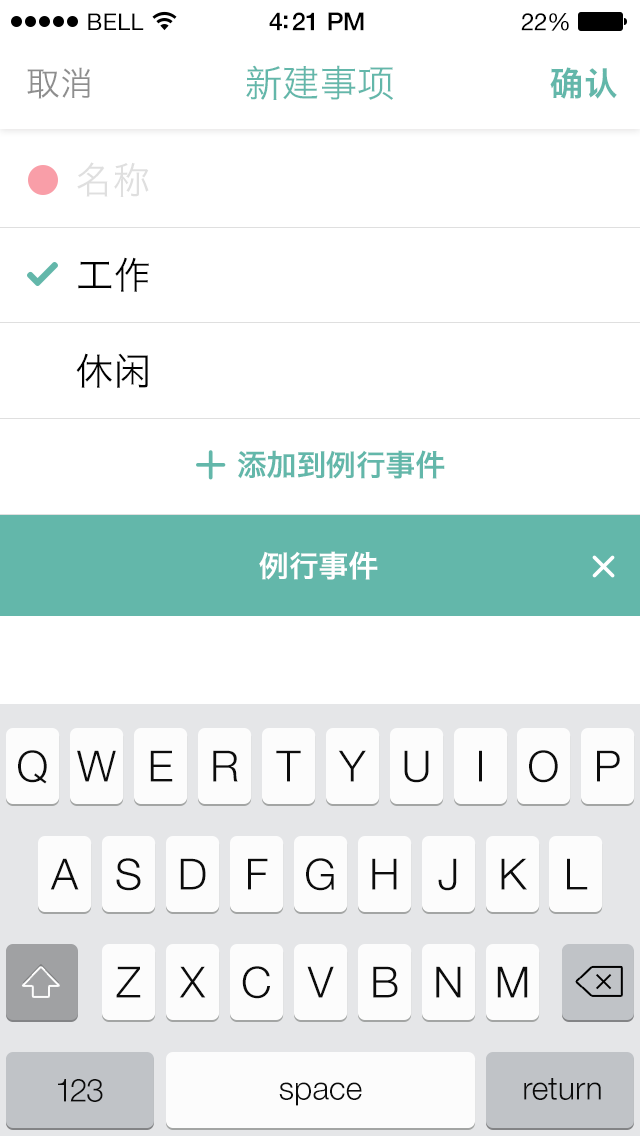 BELL 4:21 PM 22%
取消 新建事项 确认
名称
工作
休闲
添加到例行事件
例行事件
Q W E R T Y U I O P
A S D F G H J K L
Z X C V B N M
123 space return